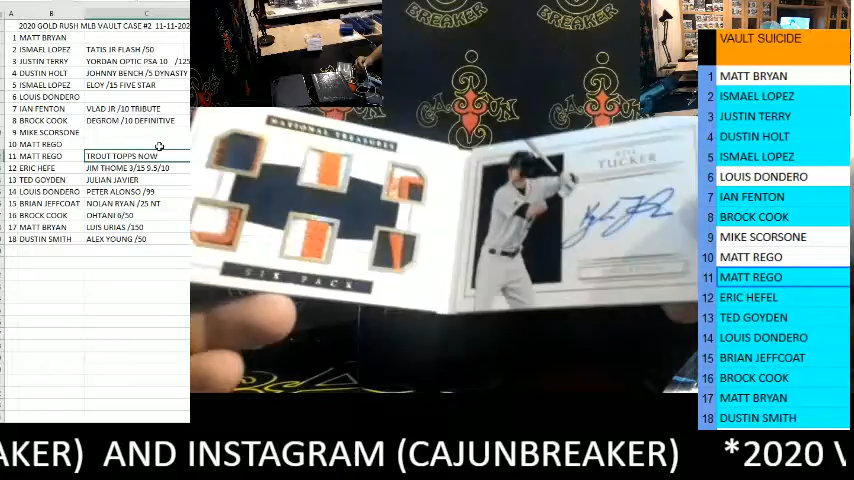 2020 GOLD RUSH MLB VAULT CASE #2 11-11-202
A B C
1 MATT BRYAN
2 ISMAEL LOPEZ TATIS JR FLASH /50
3 JUSTIN TERRY YORDAN OPTIC PSA 10 /125
4 DUSTIN HOLT JOHNNY BENCH /5 DYNASTY
5 ISMAEL LOPEZ ELOY /15 FIVE STAR
6 LOUIS DONDERO
7 IAN FENTON VLAD JR /10 TRIBUTE
8 BROCK COOK DEGROM /10 DEFINITIVE
9 MIKE SCORSONE
10 MATT REGO
11 MATT REGO TROUT TOPPS NOW
12 ERIC HEFE JIM THOME 3/15 9.5/10
13 TED GOYDEN JULIAN JAVIER
14 LOUIS DONDERO PETER ALONSO /99
15 BRIAN JEFFCOAT NOLAN RYAN /25 NT
16 BROCK COOK OHTANI 6/50
17 MATT BRYAN LUIS URIAS /150
18 DUSTIN SMITH ALEX YOUNG /50
BREAKER
BREAKER
CAJUN
CAJUN
NATIONAL TREASURES
SIX PACK
KYLE
TUCKER
VAULT SUICIDE
1 MATT BRYAN
2 ISMAEL LOPEZ
3 JUSTIN TERRY
4 DUSTIN HOLT
5 ISMAEL LOPEZ
6 LOUIS DONDERO
7 IAN FENTON
8 BROCK COOK
9 MIKE SCORSONE
10 MATT REGO
11 MATT REGO
12 ERIC HEFEL
13 TED GOYDEN
14 LOUIS DONDERO
15 BRIAN JEFFCOAT
16 BROCK COOK
17 MATT BRYAN
18 DUSTIN SMITH
AKER) AND INSTAGRAM (CAJUNBREAKER) *2020 V